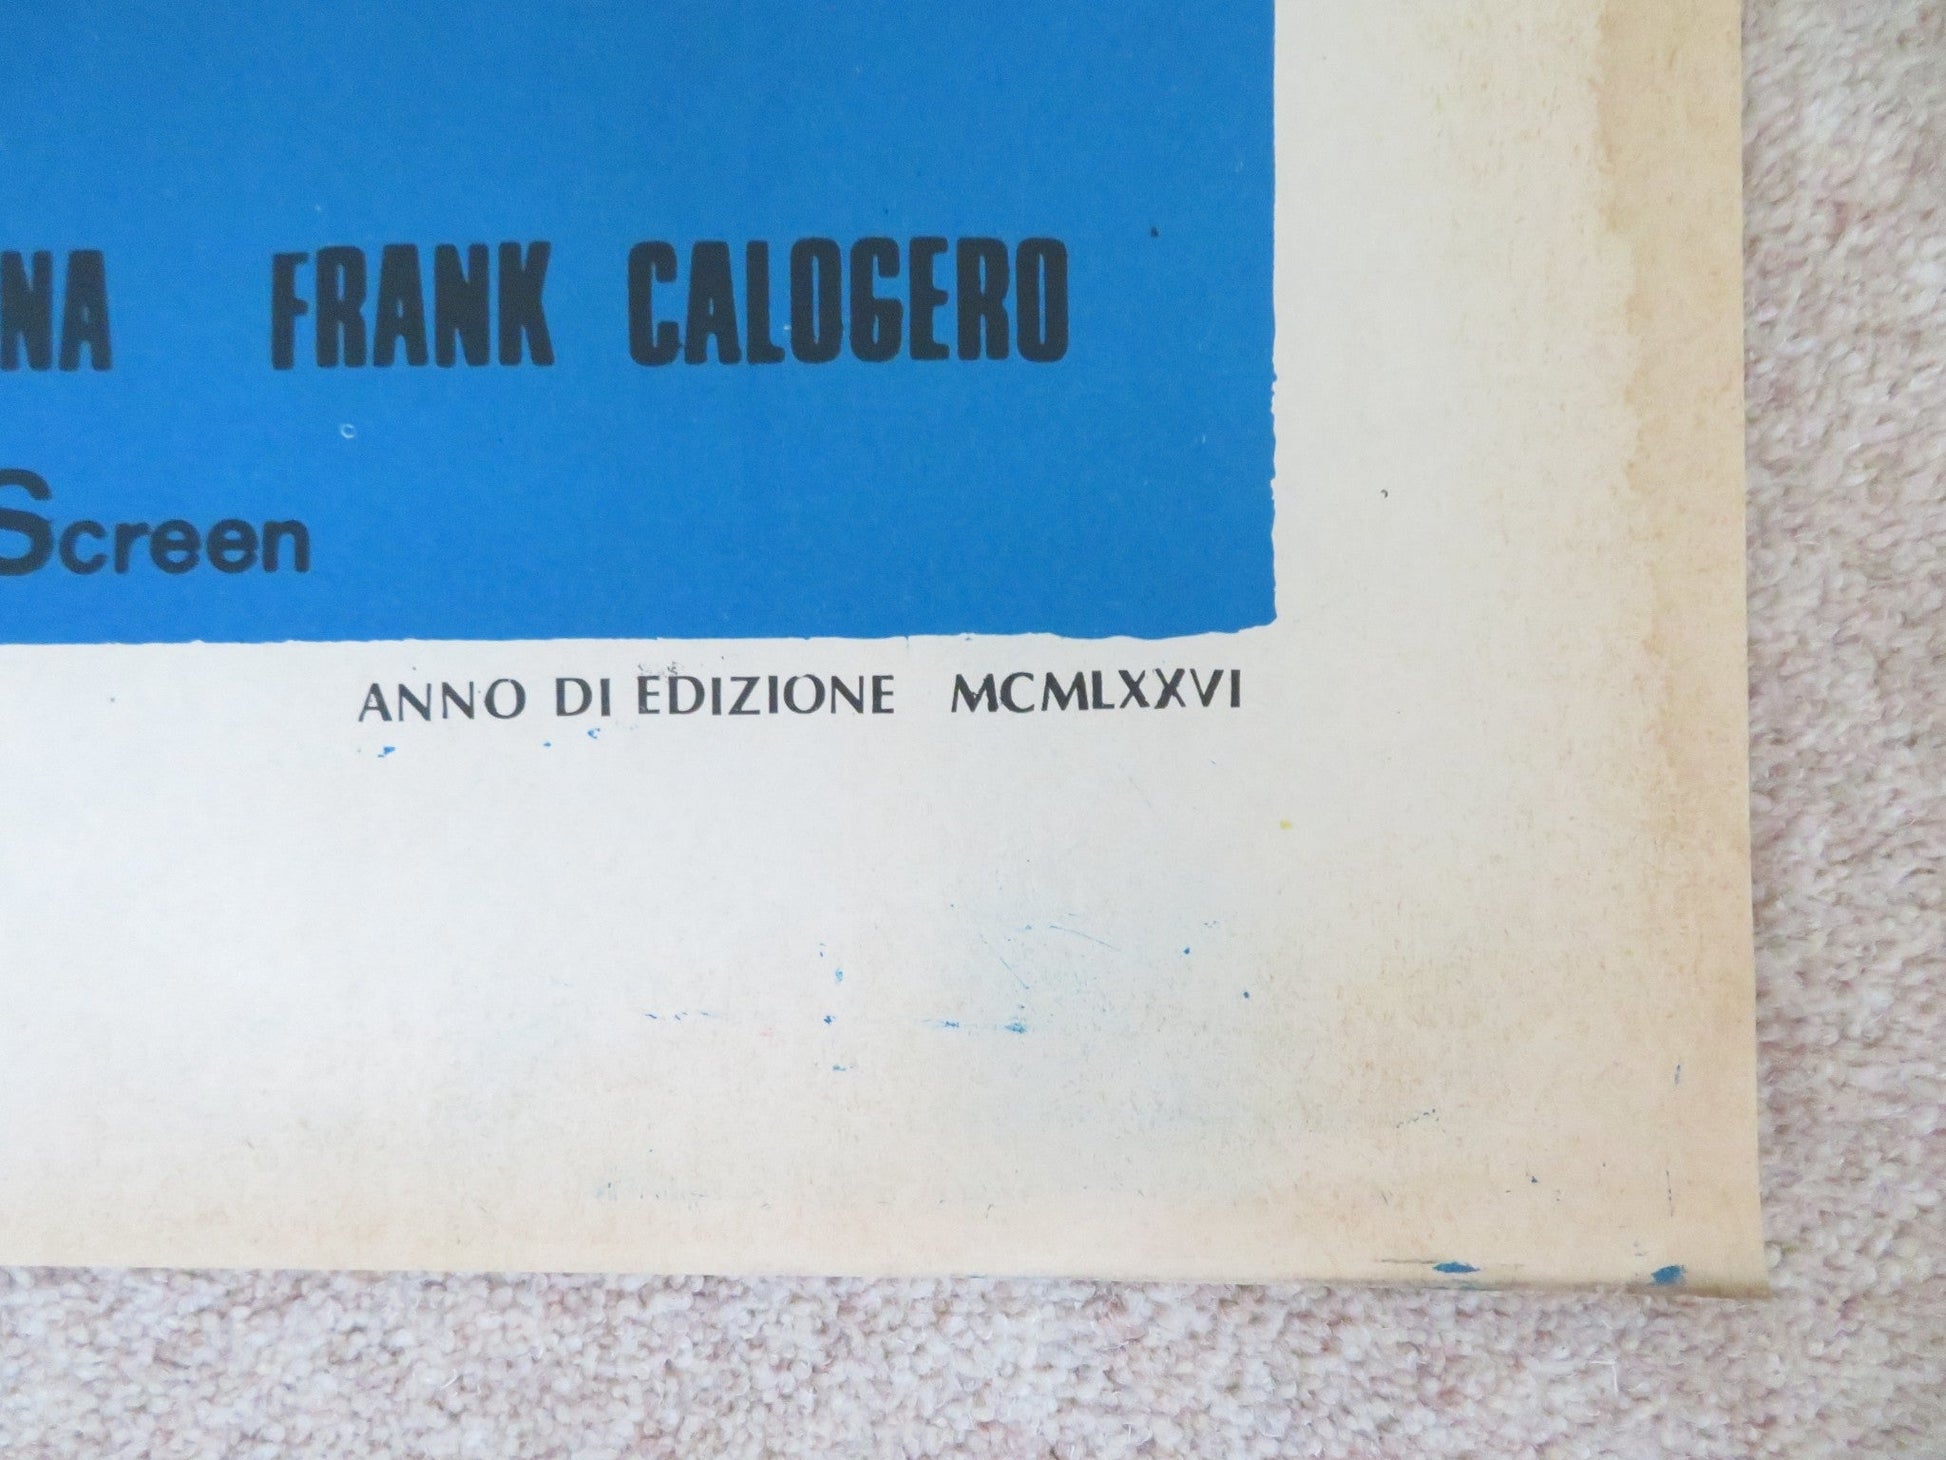 NA FRANK CALOGERO
Screen
ANNO DI EDIZIONE MCMLXXVI